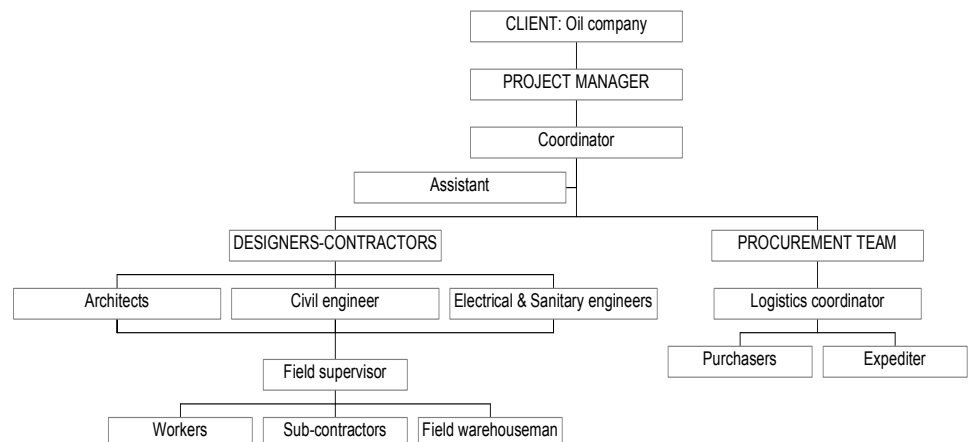 CLIENT: Oil company
PROJECT MANAGER
Coordinator
Assistant
DESIGNERS-CONTRACTORS
PROCUREMENT TEAM
Architects
Civil engineer
Electrical & Sanitary engineers
Logistics coordinator
Purchasers
Expediter
Field supervisor
Workers
Sub-contractors
Field warehouseman